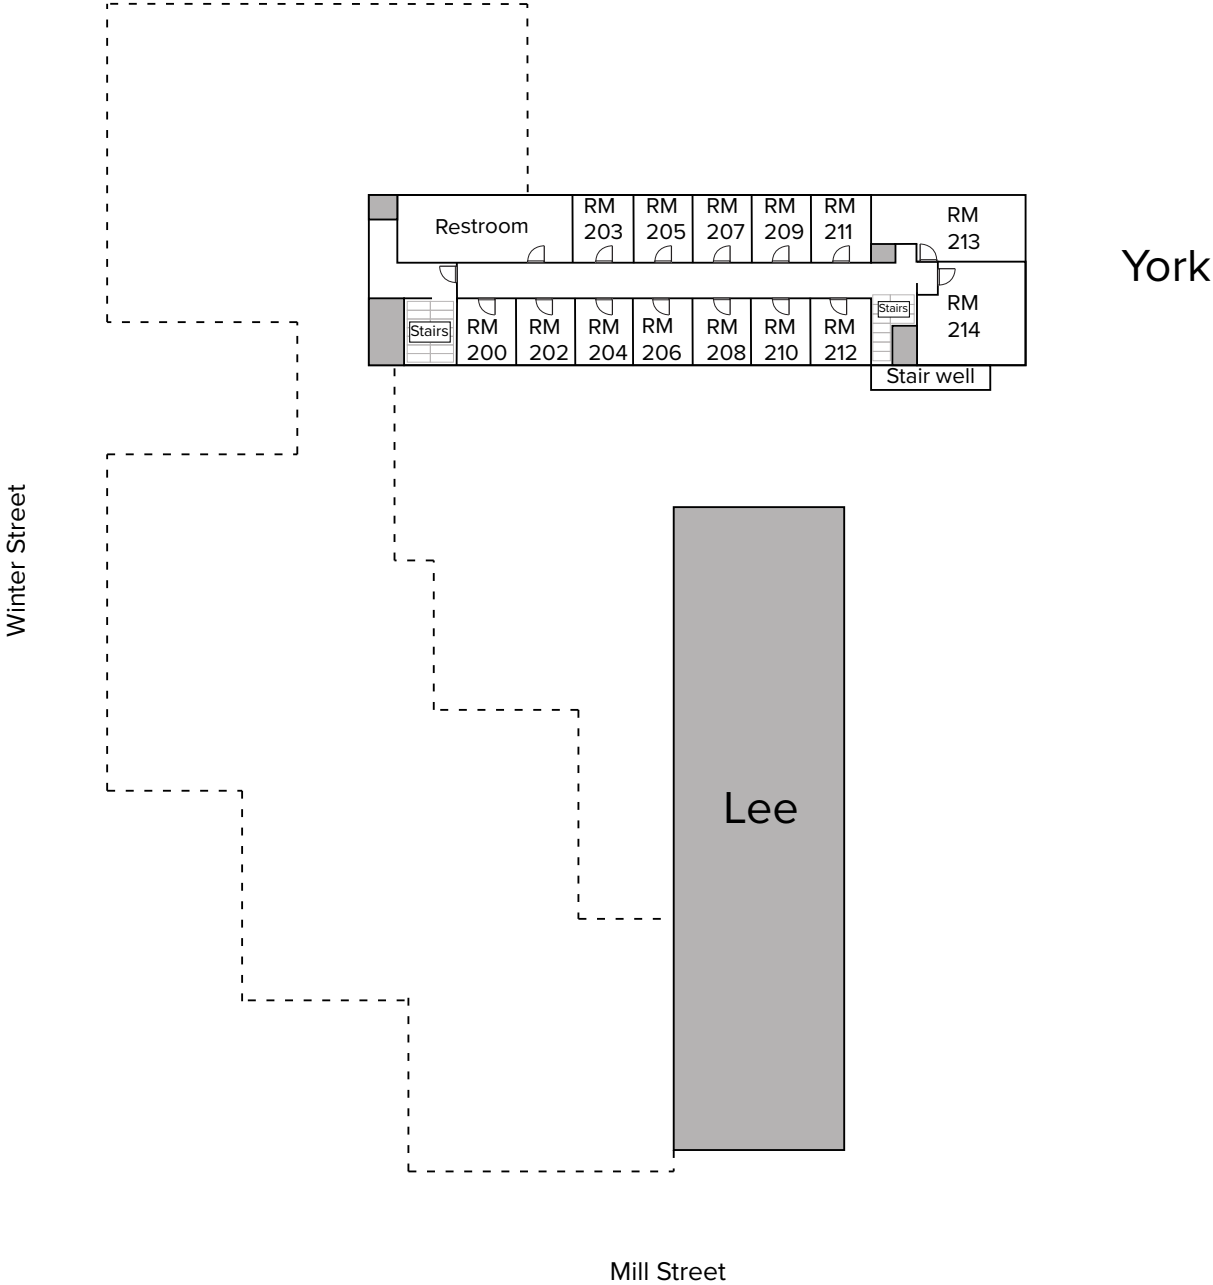 York
Restroom
RM
203
RM
205
RM
207
RM
209
RM
211
RM
213
Stairs
RM
200
RM
202
RM
204
RM
206
RM
208
RM
210
RM
212
Stairs
RM
214
Stair well
Winter Street
Lee
Mill Street